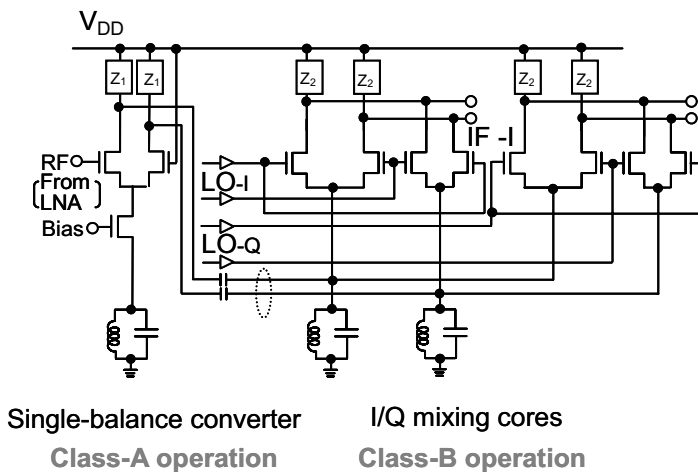 VDD
Z1 Z1 Z2 Z2 Z2 Z2
RF
(From LNA)
Bias
LO-I
LO-Q
IF -I
Single-balance converter I/Q mixing cores
Class-A operation Class-B operation